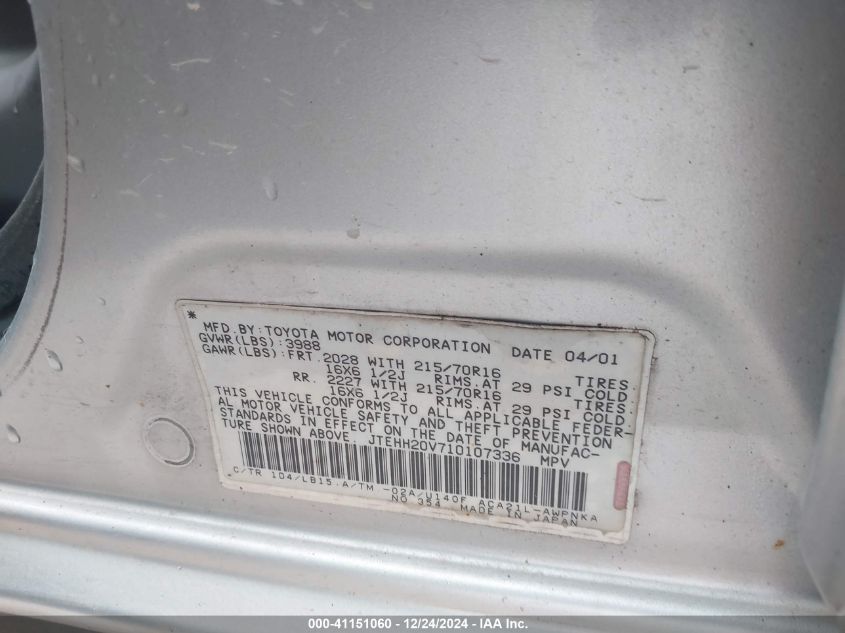 * MFD.BY:TOYOTA MOTOR CORPORATION DATE 04/01
GVWR(LBS):3988
GAWR(LBS):FRT.2028 WITH 215/70R16 TIRES
16X6 1/2J RIMS.AT 29 PSI COLD
RR. 2227 WITH 215/70R16 TIRES
16X6 1/2J RIMS.AT 29 PSI COLD
THIS VEHICLE CONFORMS TO ALL APPLICABLE FEDER-
AL MOTOR VEHICLE SAFETY AND THEFT PREVENTION
STANDARDS IN EFFECT ON THE DATE OF MANUFAC-
TURE SHOWN ABOVE. JTEHH20V710107336 MPV
C/TR 1D4/LB15 A/TM -02A/U140F ACA21L-AWPNKA
NO 354 MADE IN JAPAN
000-41151060 - 12/24/2024 - IAA Inc.